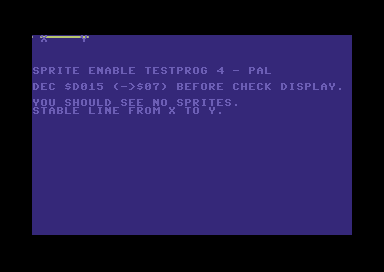 X Y
SPRITE ENABLE TESTPROG 4 - PAL
DEC $D015 (->$07) BEFORE CHECK DISPLAY.
YOU SHOULD SEE NO SPRITES.
STABLE LINE FROM X TO Y.